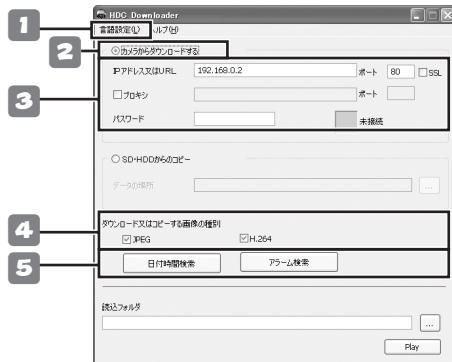 HDC Downloader
1
言語設定(L) ヘルプ(H)
2
カメラからダウンロードする
3
IPアドレス又はURL 192.168.0.2 ポート 80 SSL
プロキシ ポート
パスワード 未接続
SD・HDDからのコピー
データの場所 ...
4
ダウンロード又はコピーする画像の種別
JPEG H.264
5
日付時間検索 アラーム検索
読込フォルダ
...
Play